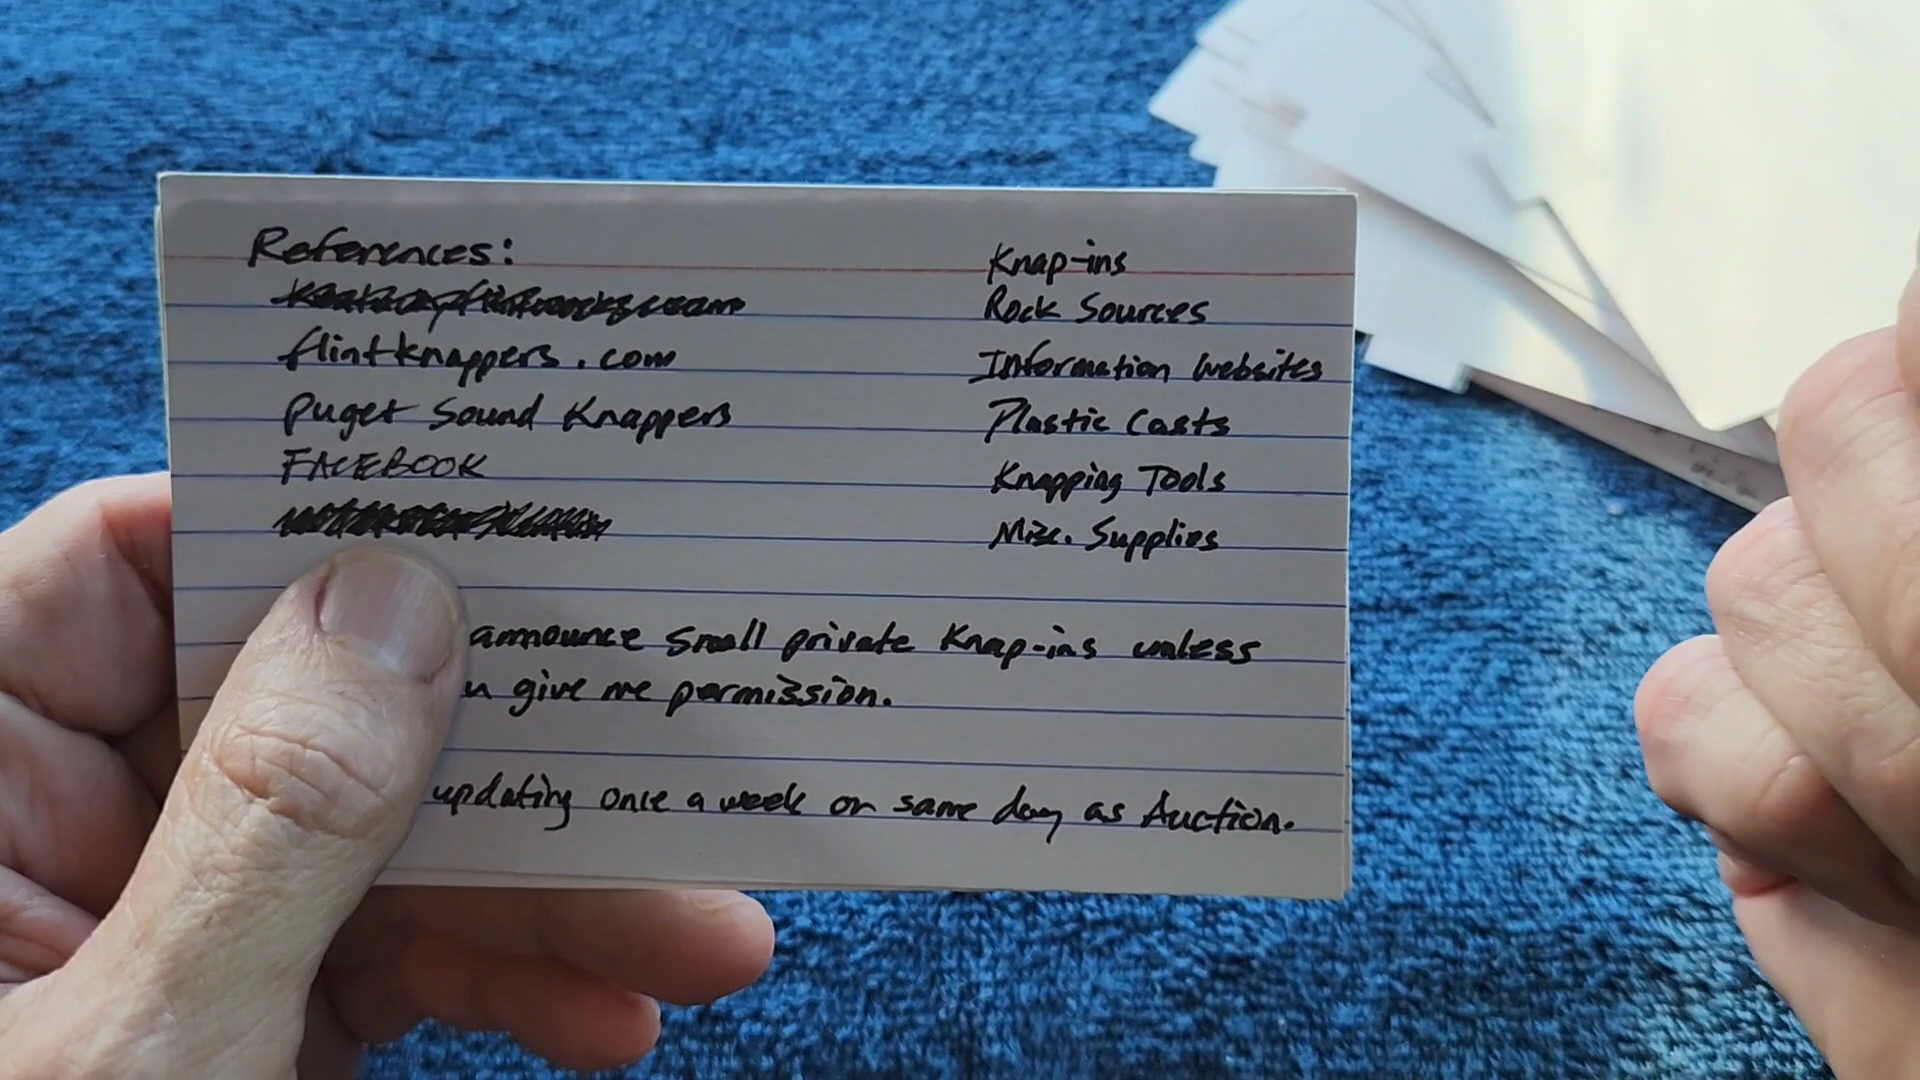 References:
flintknappers.com
Puget Sound Knappers
FACEBOOK
Knap-ins
Rock Sources
Information Websites
Plastic Casts
Knapping Tools
Misc. Supplies
announce small private Knap-ins unless
give me permission.
updating once a week on same day as Auction.